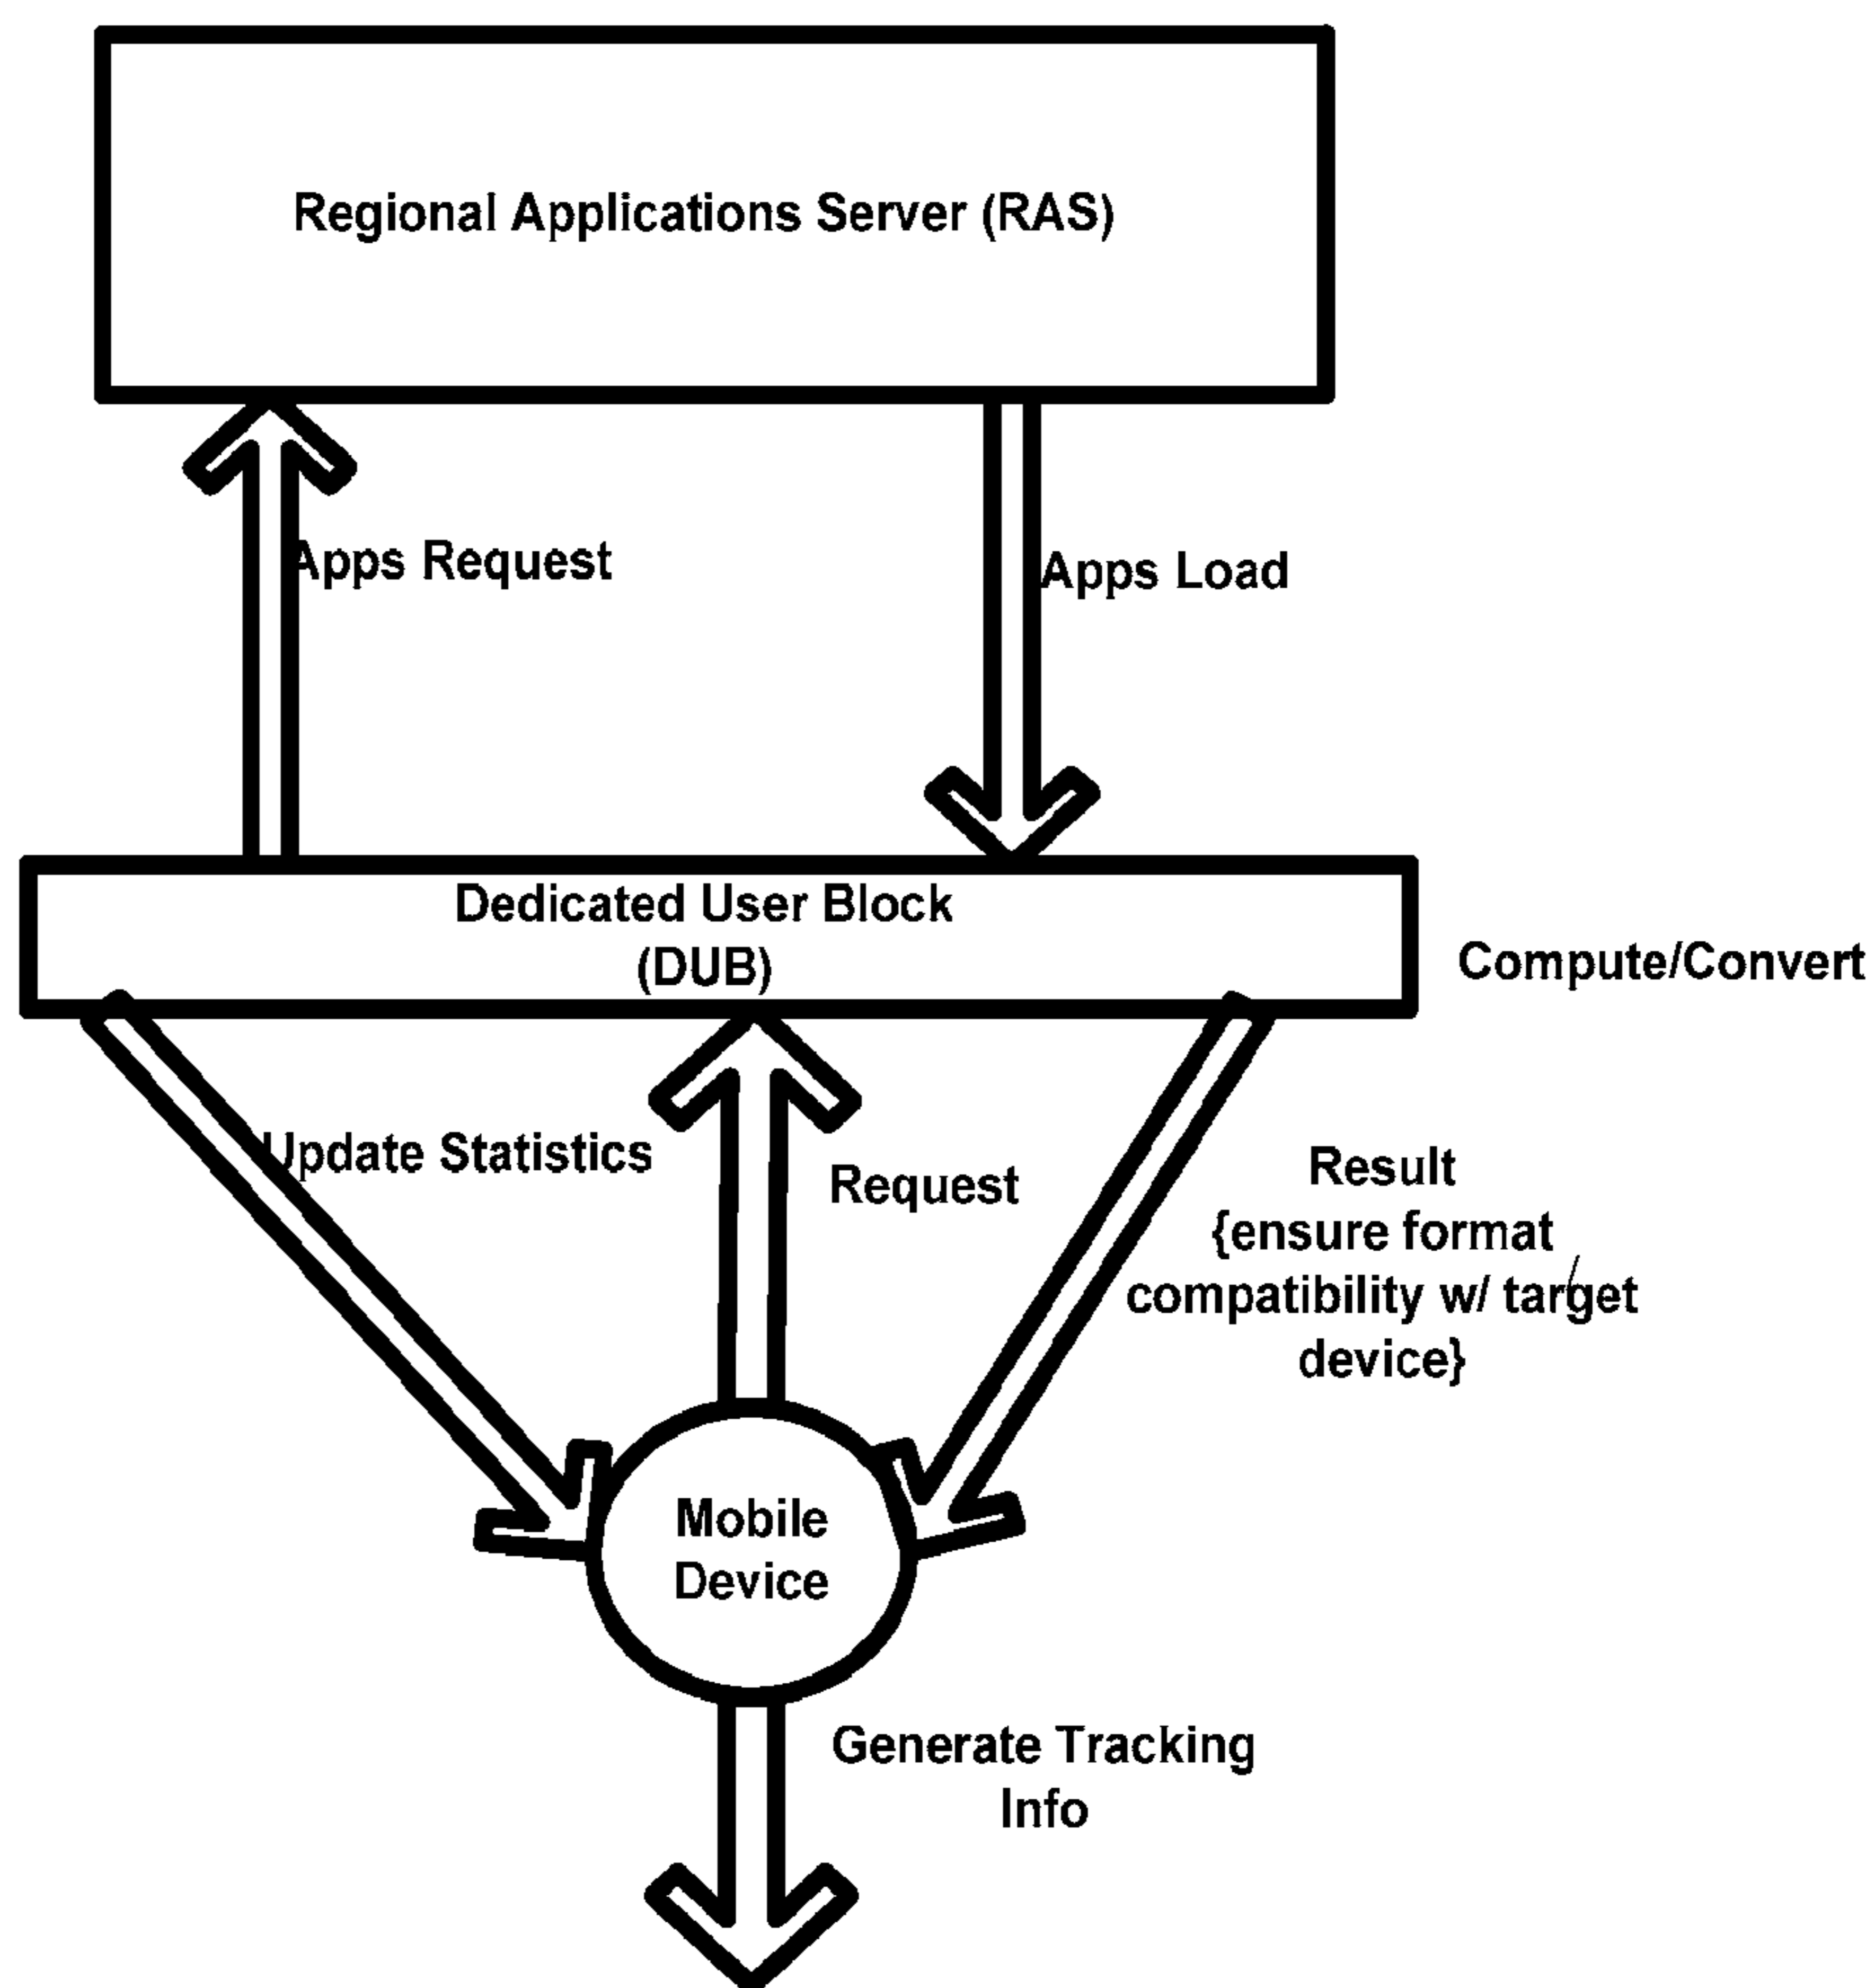 Regional Applications Server (RAS)
Apps Request
Apps Load
Dedicated User Block
(DUB)
Compute/Convert
Update Statistics
Request
Result
{ensure format
compatibility w/ target
device}
Mobile
Device
Generate Tracking
Info